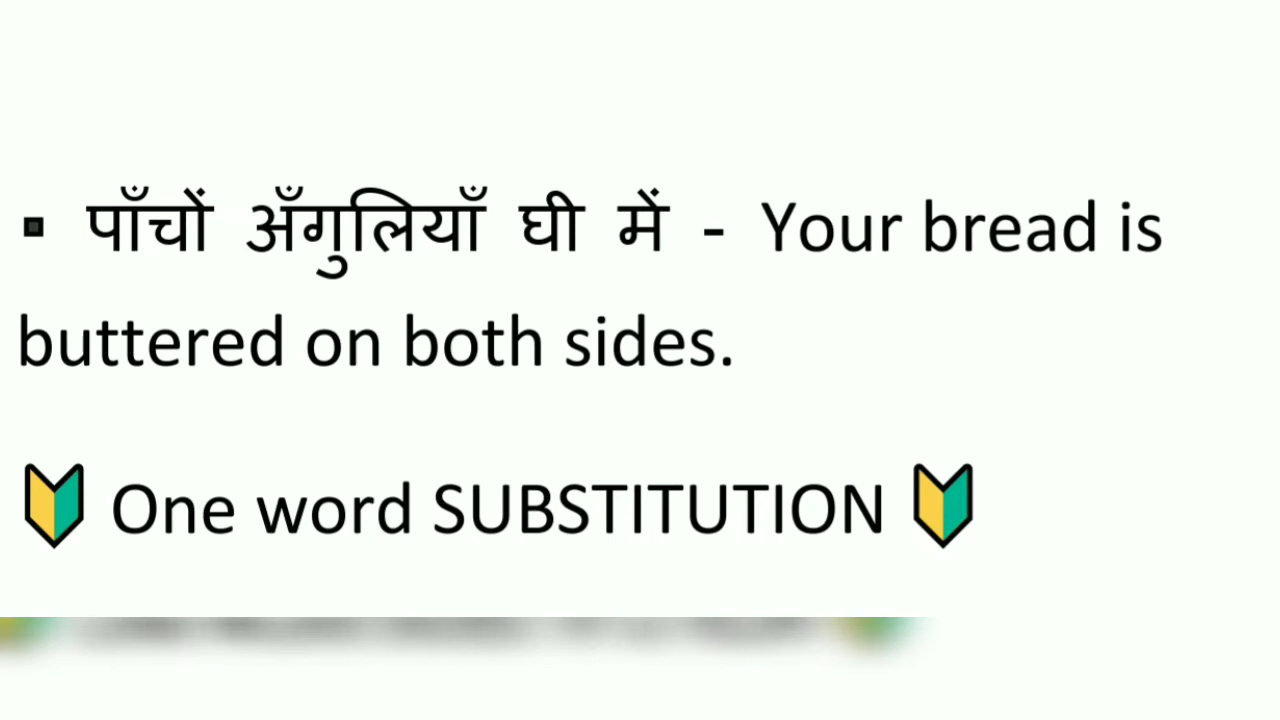 ▪ पाँचों अँगुलियाँ घी में - Your bread is
buttered on both sides.
🔰 One word SUBSTITUTION 🔰